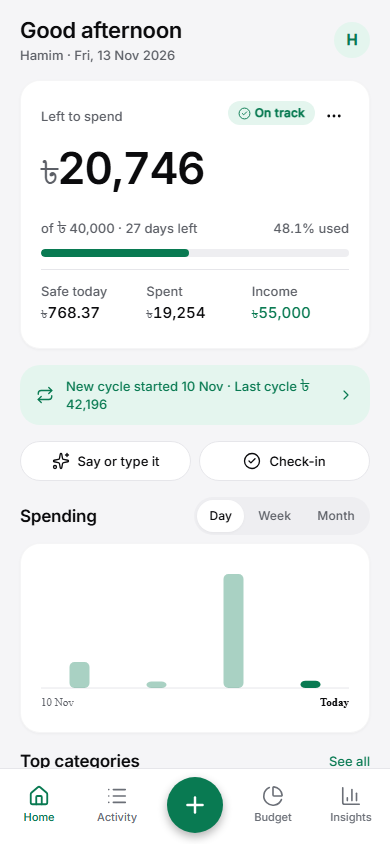 Good afternoon
Hamim · Fri, 13 Nov 2026
H
Left to spend
On track
৳20,746
of ৳ 40,000 · 27 days left
48.1% used
Safe today
Spent
Income
৳768.37
৳19,254
৳55,000
New cycle started 10 Nov · Last cycle ৳
42,196
Say or type it
Check-in
Spending
Day
Week
Month
10 Nov
Today
Top categories
See all
Home
Activity
Budget
Insights